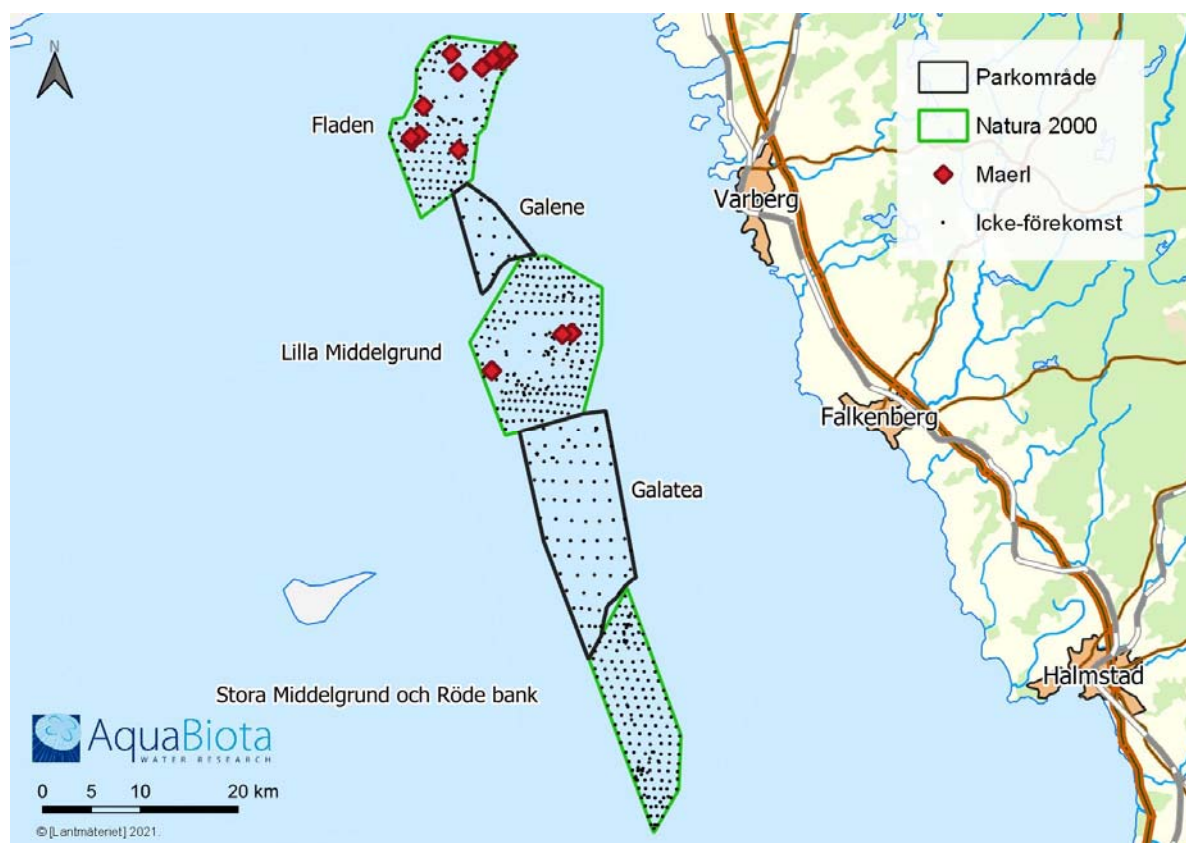 N
Parkområde
Natura 2000
Maerl
Icke-förekomst
Fladen
Galene
Varberg
Lilla Middelgrund
Falkenberg
Galatea
Stora Middelgrund och Röde bank
Halmstad
AquaBiota
WATER RESEARCH
0 5 10 20 km
© [Lantmäteriet] 2021.